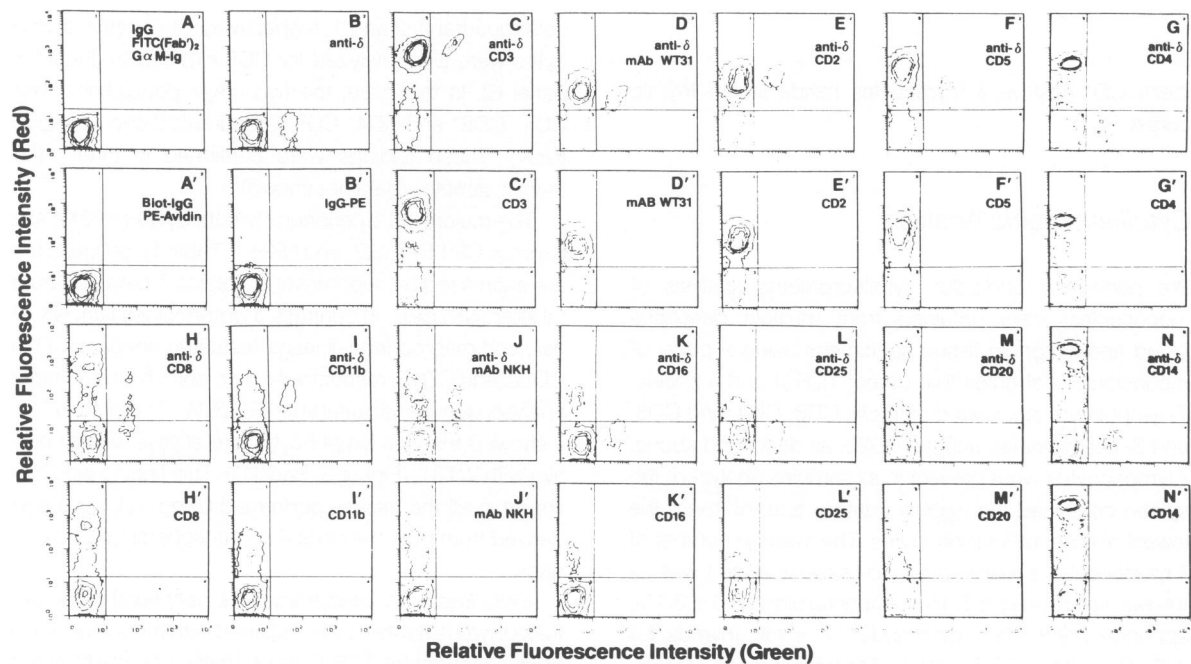 Relative Fluorescence Intensity (Red)
A
IgG
FITC(Fab')₂
GαM-Ig
B
anti-δ
C
anti-δ
CD3
D
anti-δ
mAb WT31
E
anti-δ
CD2
F
anti-δ
CD5
G
anti-δ
CD4
A'
Biot-IgG
PE-Avidin
B'
IgG-PE
C'
CD3
D'
mAB WT31
E'
CD2
F'
CD5
G'
CD4
H
anti-δ
CD8
I
anti-δ
CD11b
J
anti-δ
mAb NKH
K
anti-δ
CD16
L
anti-δ
CD25
M
anti-δ
CD20
N
anti-δ
CD14
H'
CD8
I'
CD11b
J'
mAb NKH
K'
CD16
L'
CD25
M'
CD20
N'
CD14
Relative Fluorescence Intensity (Green)